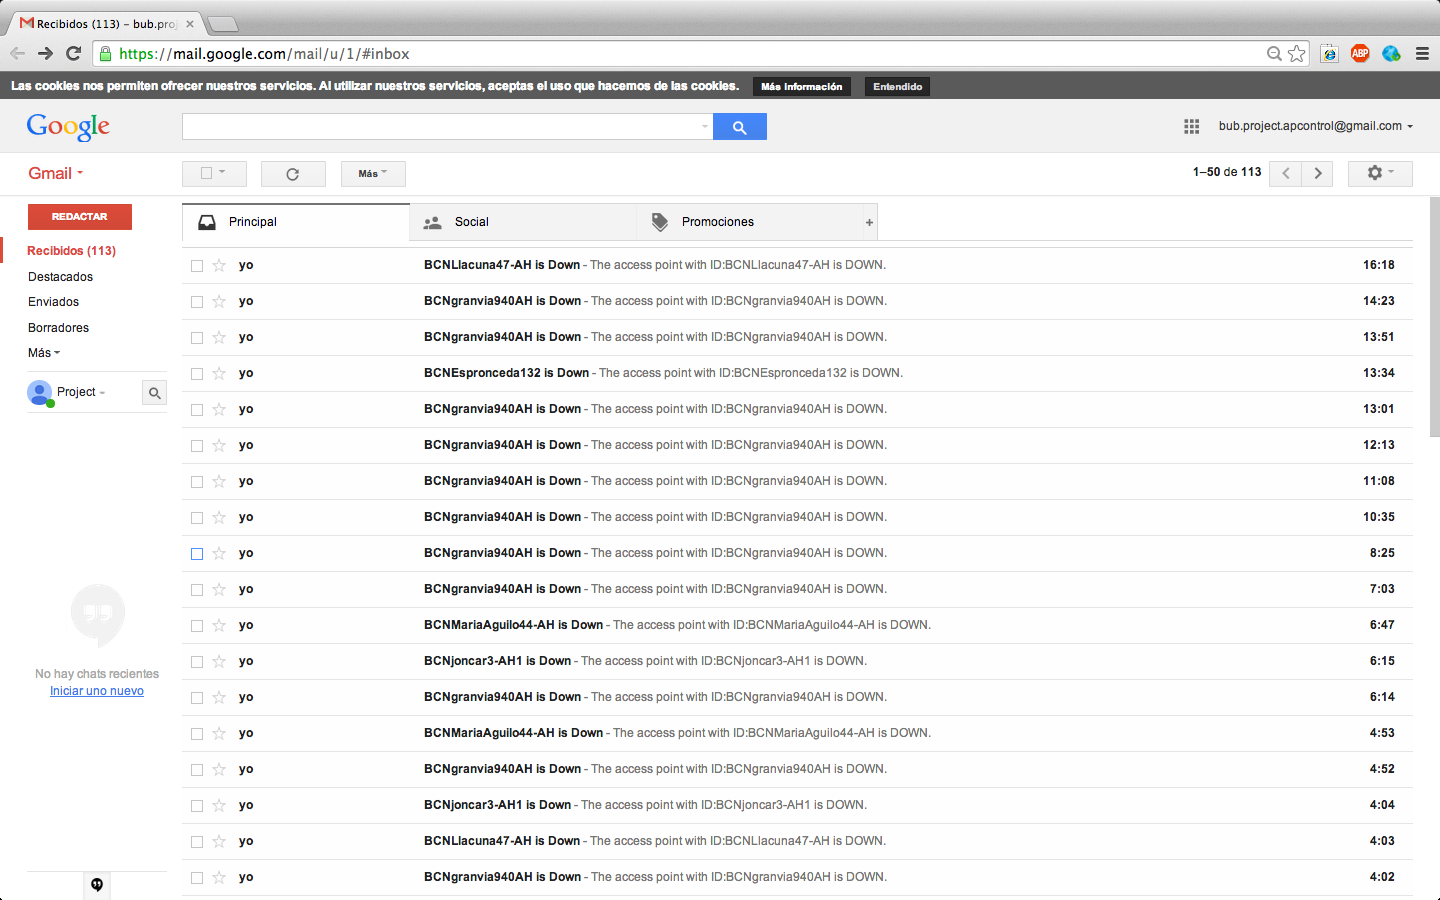 Recibidos (113) – bub.proj
https://mail.google.com/mail/u/1/#inbox
ABP
Las cookies nos permiten ofrecer nuestros servicios. Al utilizar nuestros servicios, aceptas el uso que hacemos de las cookies. Más información Entendido
Google
bub.project.apcontrol@gmail.com
Gmail
Más
1–50 de 113
REDACTAR
Principal
Social
Promociones
+
Recibidos (113)
Destacados
Enviados
Borradores
Más
Project
No hay chats recientes
Iniciar uno nuevo
yo BCNLlacuna47-AH is Down - The access point with ID:BCNLlacuna47-AH is DOWN. 16:18
yo BCNgranvia940AH is Down - The access point with ID:BCNgranvia940AH is DOWN. 14:23
yo BCNgranvia940AH is Down - The access point with ID:BCNgranvia940AH is DOWN. 13:51
yo BCNEspronceda132 is Down - The access point with ID:BCNEspronceda132 is DOWN. 13:34
yo BCNgranvia940AH is Down - The access point with ID:BCNgranvia940AH is DOWN. 13:01
yo BCNgranvia940AH is Down - The access point with ID:BCNgranvia940AH is DOWN. 12:13
yo BCNgranvia940AH is Down - The access point with ID:BCNgranvia940AH is DOWN. 11:08
yo BCNgranvia940AH is Down - The access point with ID:BCNgranvia940AH is DOWN. 10:35
yo BCNgranvia940AH is Down - The access point with ID:BCNgranvia940AH is DOWN. 8:25
yo BCNgranvia940AH is Down - The access point with ID:BCNgranvia940AH is DOWN. 7:03
yo BCNMariaAguilo44-AH is Down - The access point with ID:BCNMariaAguilo44-AH is DOWN. 6:47
yo BCNjoncar3-AH1 is Down - The access point with ID:BCNjoncar3-AH1 is DOWN. 6:15
yo BCNgranvia940AH is Down - The access point with ID:BCNgranvia940AH is DOWN. 6:14
yo BCNMariaAguilo44-AH is Down - The access point with ID:BCNMariaAguilo44-AH is DOWN. 4:53
yo BCNgranvia940AH is Down - The access point with ID:BCNgranvia940AH is DOWN. 4:52
yo BCNjoncar3-AH1 is Down - The access point with ID:BCNjoncar3-AH1 is DOWN. 4:04
yo BCNLlacuna47-AH is Down - The access point with ID:BCNLlacuna47-AH is DOWN. 4:03
yo BCNgranvia940AH is Down - The access point with ID:BCNgranvia940AH is DOWN. 4:02